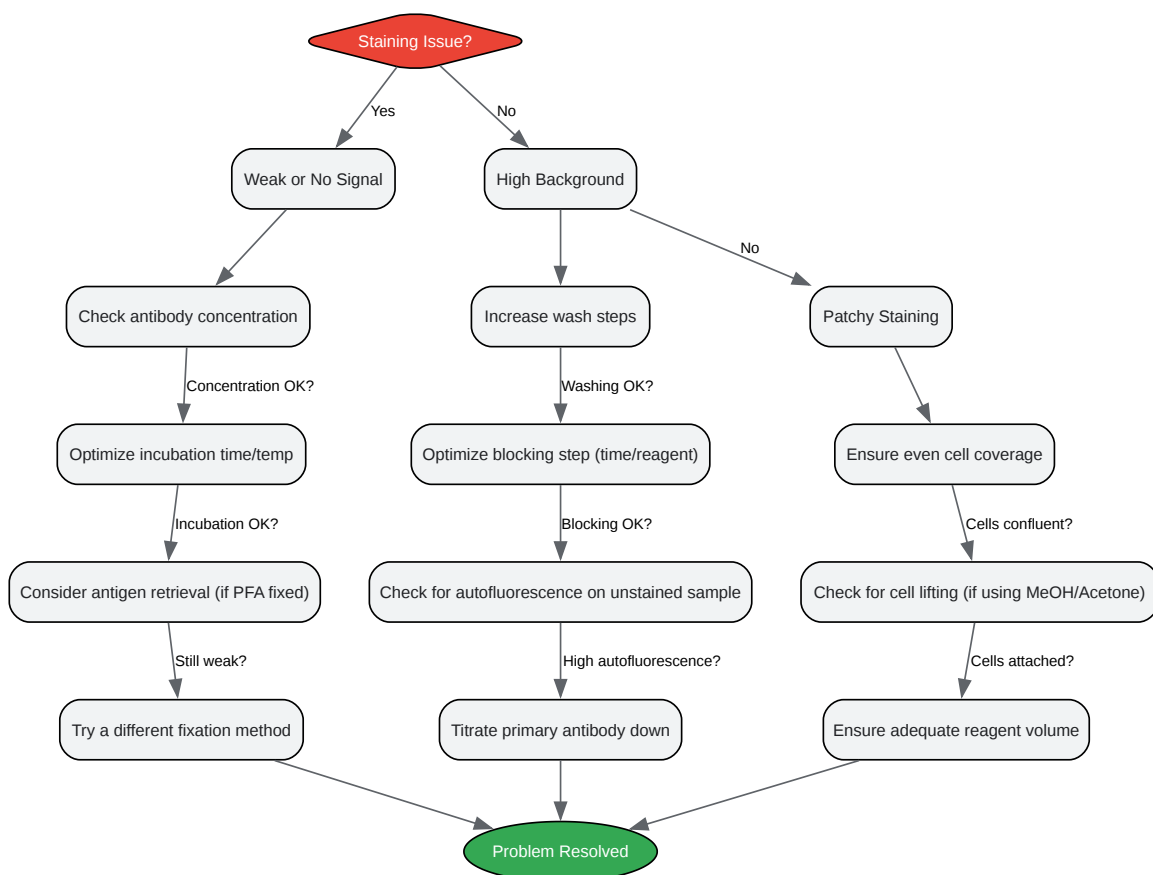 Staining Issue?
Yes
No
Weak or No Signal
High Background
No
Check antibody concentration
Increase wash steps
Patchy Staining
Concentration OK?
Washing OK?
Optimize incubation time/temp
Optimize blocking step (time/reagent)
Ensure even cell coverage
Incubation OK?
Blocking OK?
Cells confluent?
Consider antigen retrieval (if PFA fixed)
Check for autofluorescence on unstained sample
Check for cell lifting (if using MeOH/Acetone)
Still weak?
High autofluorescence?
Cells attached?
Try a different fixation method
Titrate primary antibody down
Ensure adequate reagent volume
Problem Resolved